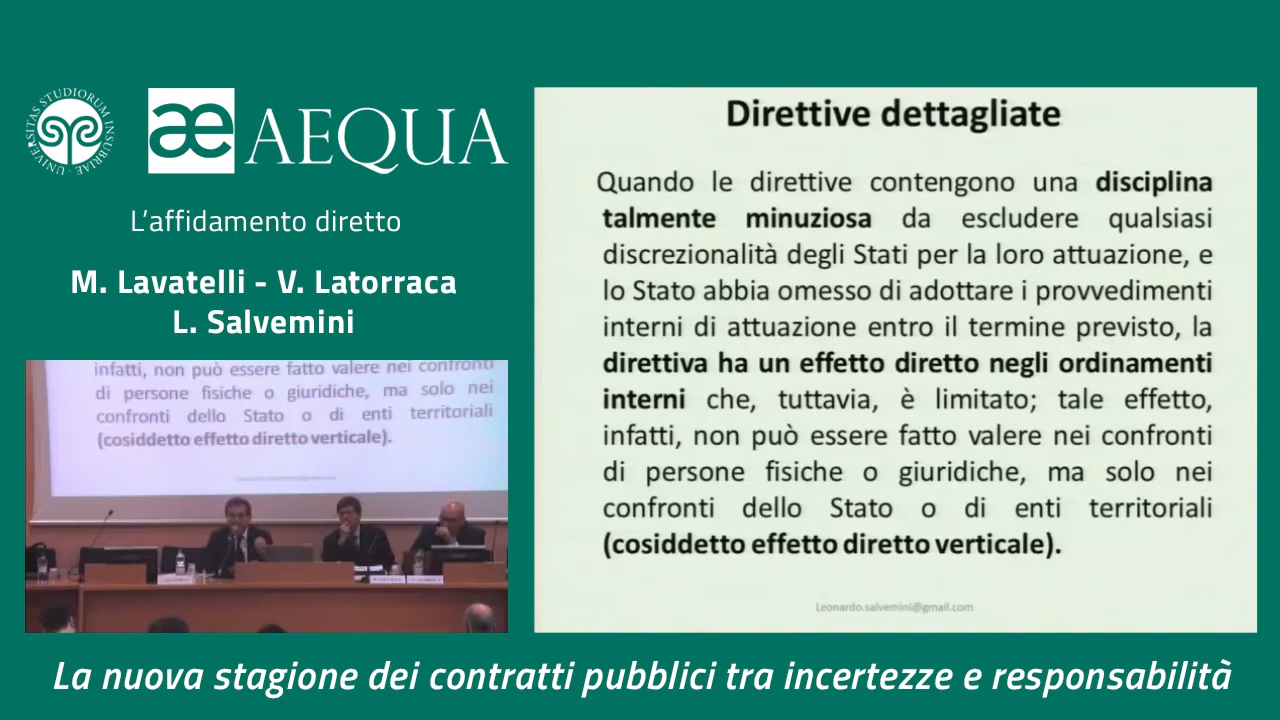 UNIVERSITAS STUDIORUM INSUBRIAE
æ AEQUA
L'affidamento diretto
M. Lavatelli - V. Latorraca
L. Salvemini
infatti, non può essere fatto valere nei confronti
di persone fisiche o giuridiche, ma solo nei
confronti dello Stato o di enti territoriali
(cosiddetto effetto diretto verticale).
Direttive dettagliate
Quando le direttive contengono una disciplina
talmente minuziosa da escludere qualsiasi
discrezionalità degli Stati per la loro attuazione, e
lo Stato abbia omesso di adottare i provvedimenti
interni di attuazione entro il termine previsto, la
direttiva ha un effetto diretto negli ordinamenti
interni che, tuttavia, è limitato; tale effetto,
infatti, non può essere fatto valere nei confronti
di persone fisiche o giuridiche, ma solo nei
confronti dello Stato o di enti territoriali
(cosiddetto effetto diretto verticale).
Leonardo.salvemini@gmail.com
La nuova stagione dei contratti pubblici tra incertezze e responsabilità